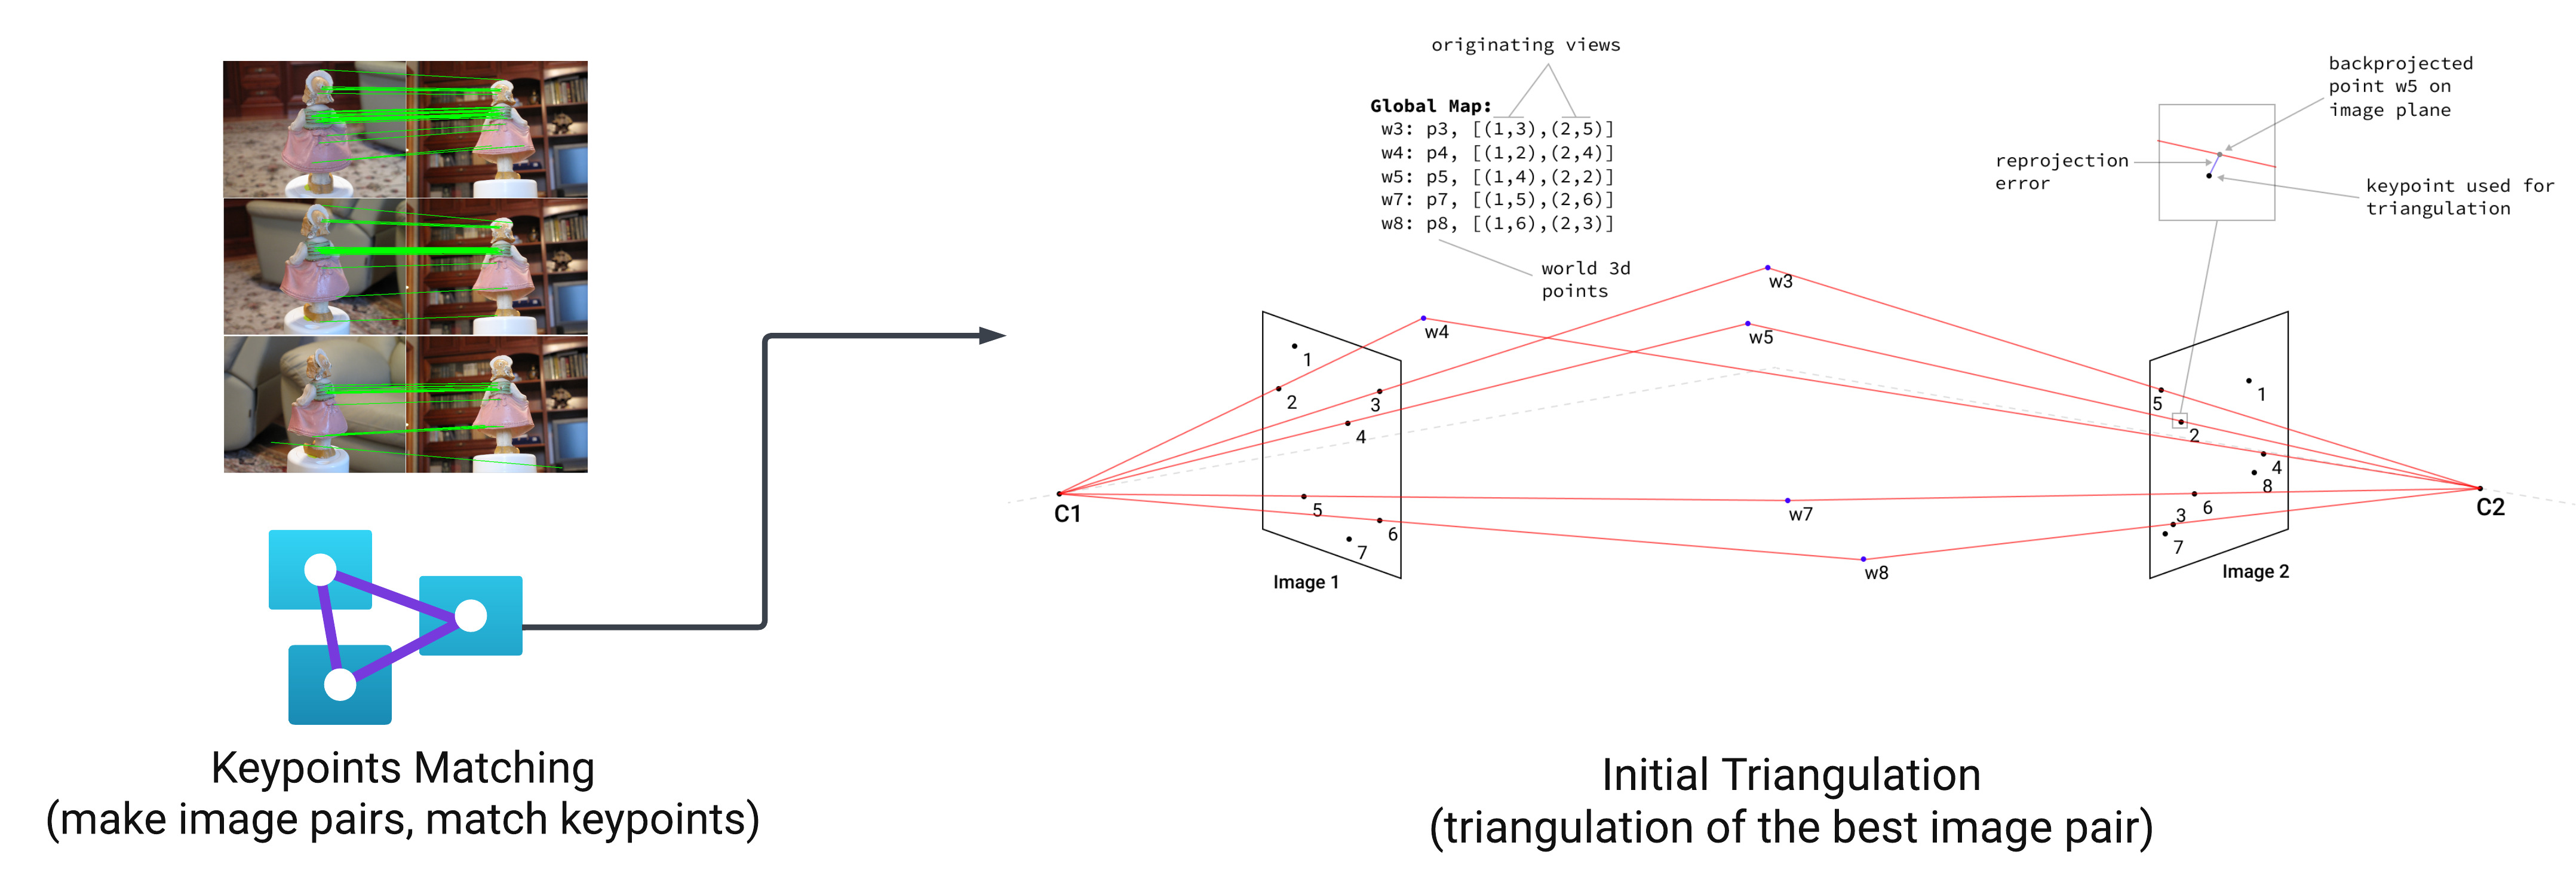 originating views
Global Map:
w3: p3, [(1,3),(2,5)]
w4: p4, [(1,2),(2,4)]
w5: p5, [(1,4),(2,2)]
w7: p7, [(1,5),(2,6)]
w8: p8, [(1,6),(2,3)]
world 3d
points
backprojected
point w5 on
image plane
reprojection
error
keypoint used for
triangulation
w3
w4
w5
w7
w8
C1
1
2
3
4
5
6
7
Image 1
5
1
2
4
8
6
3
7
Image 2
C2
Keypoints Matching
(make image pairs, match keypoints)
Initial Triangulation
(triangulation of the best image pair)